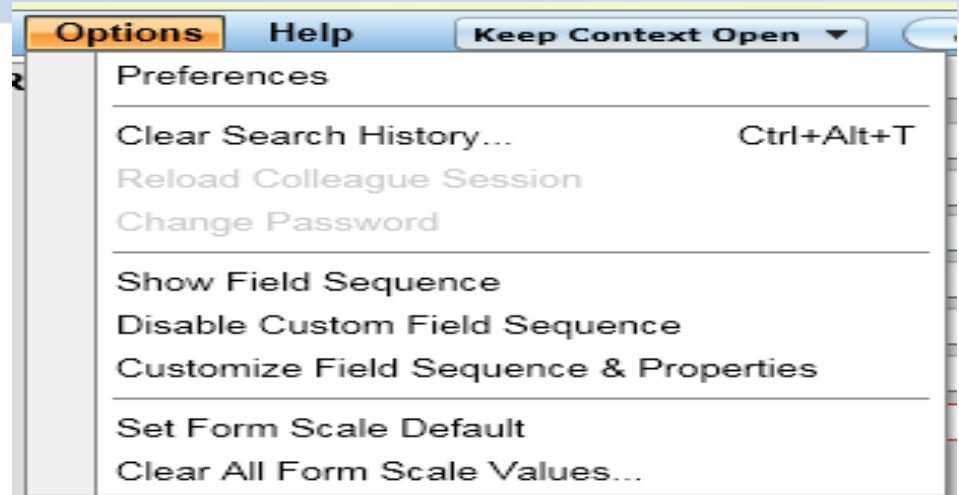 Options Help Keep Context Open
Preferences
Clear Search History... Ctrl+Alt+T
Reload Colleague Session
Change Password
Show Field Sequence
Disable Custom Field Sequence
Customize Field Sequence & Properties
Set Form Scale Default
Clear All Form Scale Values...